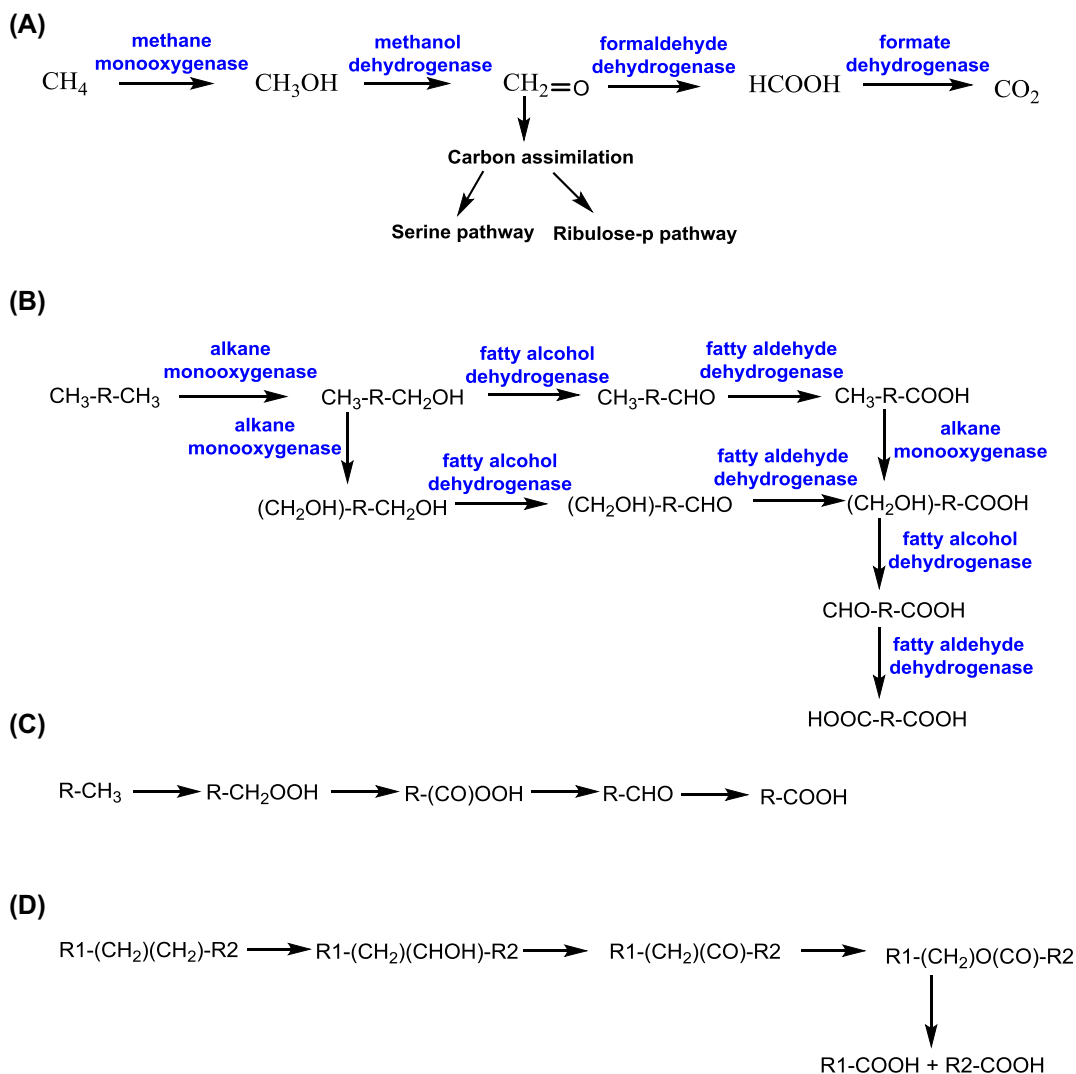 (A)
methane
monooxygenase
methanol
dehydrogenase
formaldehyde
dehydrogenase
formate
dehydrogenase
CH₄
CH₃OH
CH₂=O
HCOOH
CO₂
Carbon assimilation
Serine pathway
Ribulose-p pathway
(B)
alkane
monooxygenase
fatty alcohol
dehydrogenase
fatty aldehyde
dehydrogenase
CH₃-R-CH₃
CH₃-R-CH₂OH
CH₃-R-CHO
CH₃-R-COOH
alkane
monooxygenase
alkane
monooxygenase
fatty alcohol
dehydrogenase
fatty aldehyde
dehydrogenase
(CH₂OH)-R-CH₂OH
(CH₂OH)-R-CHO
(CH₂OH)-R-COOH
fatty alcohol
dehydrogenase
CHO-R-COOH
fatty aldehyde
dehydrogenase
HOOC-R-COOH
(C)
R-CH₃
R-CH₂OOH
R-(CO)OOH
R-CHO
R-COOH
(D)
R1-(CH₂)(CH₂)-R2
R1-(CH₂)(CHOH)-R2
R1-(CH₂)(CO)-R2
R1-(CH₂)O(CO)-R2
R1-COOH + R2-COOH